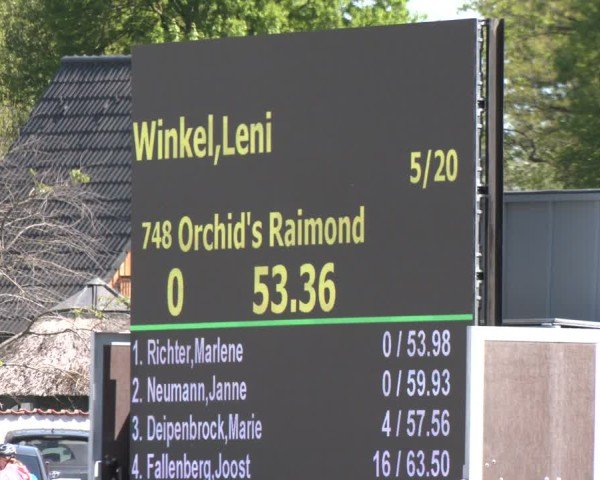 Winkel,Leni
5/20
748 Orchid's Raimond
0 53.36
1. Richter,Marlene 0 / 53.98
2. Neumann,Janne 0 / 59.93
3. Deipenbrock,Marie 4 / 57.56
4. Fallenberg,Joost 16 / 63.50